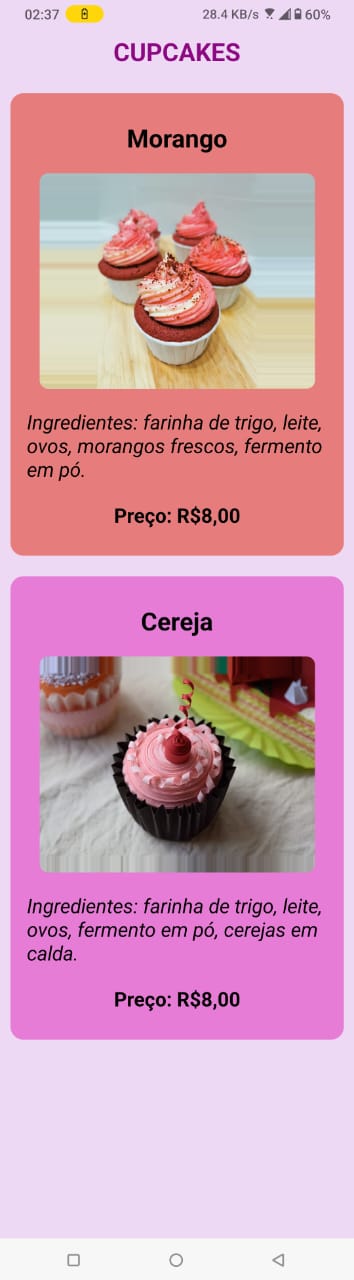 02:37 28.4 KB/s 60%
CUPCAKES
Morango
Ingredientes: farinha de trigo, leite,
ovos, morangos frescos, fermento
em pó.
Preço: R$8,00
Cereja
Ingredientes: farinha de trigo, leite,
ovos, fermento em pó, cerejas em
calda.
Preço: R$8,00